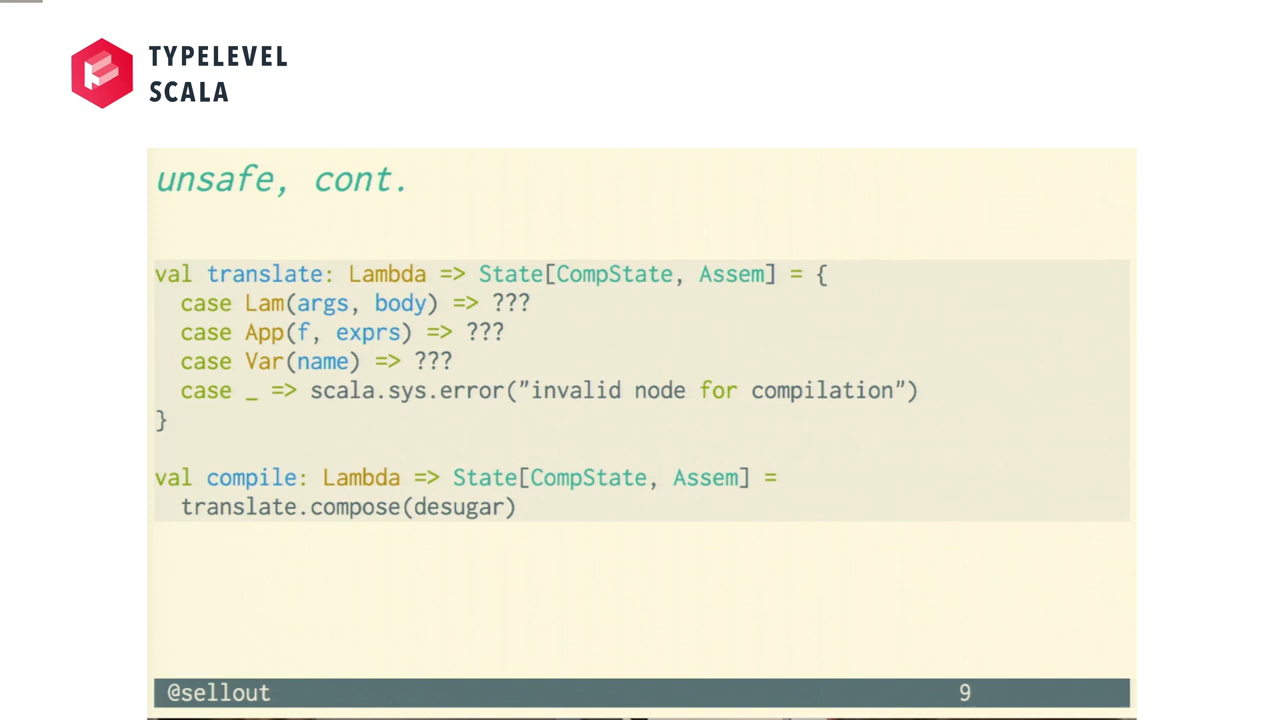 TYPELEVEL
SCALA
unsafe, cont.
val translate: Lambda => State[CompState, Assem] = {
  case Lam(args, body) => ???
  case App(f, exprs) => ???
  case Var(name) => ???
  case _ => scala.sys.error("invalid node for compilation")
}
val compile: Lambda => State[CompState, Assem] =
  translate.compose(desugar)
@sellout 9